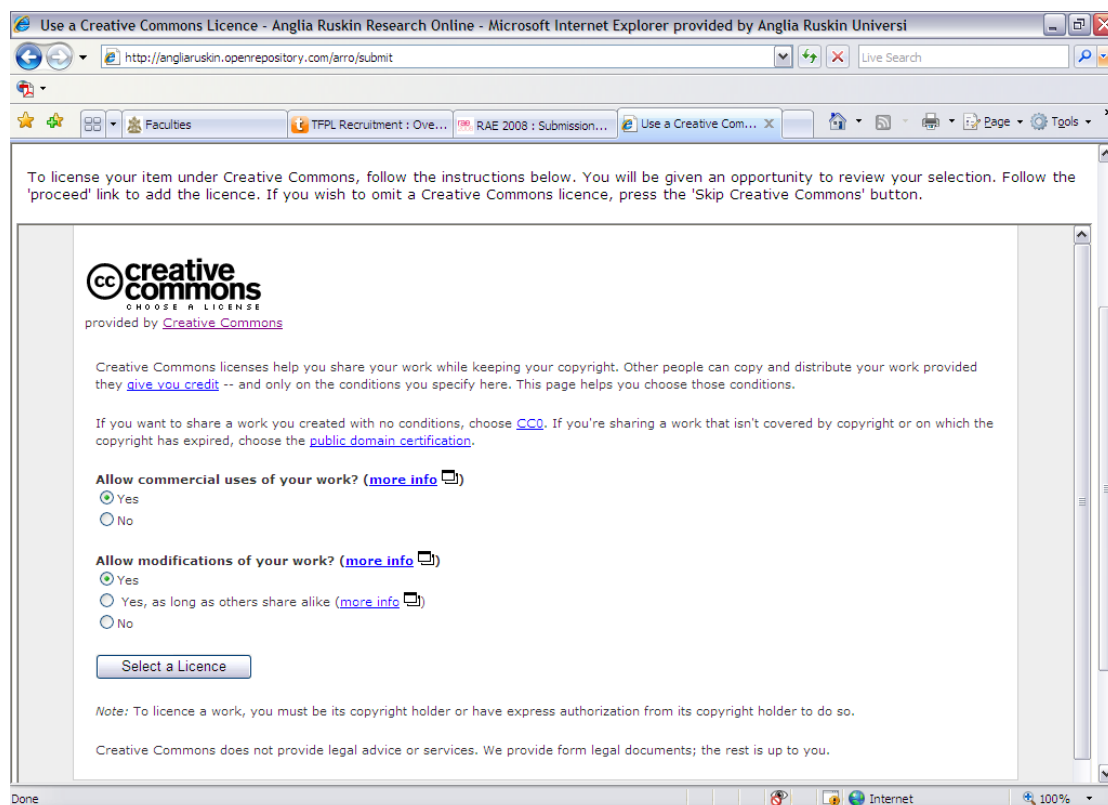 Use a Creative Commons Licence - Anglia Ruskin Research Online - Microsoft Internet Explorer provided by Anglia Ruskin Universi
http://angliaruskin.openrepository.com/arro/submit
Live Search
Faculties
TFPL Recruitment : Ove...
RAE 2008 : Submission...
Use a Creative Com...
Page
Tools
To license your item under Creative Commons, follow the instructions below. You will be given an opportunity to review your selection. Follow the
'proceed' link to add the licence. If you wish to omit a Creative Commons licence, press the 'Skip Creative Commons' button.
cc creative
commons
CHOOSE A LICENSE
provided by Creative Commons
Creative Commons licenses help you share your work while keeping your copyright. Other people can copy and distribute your work provided
they give you credit -- and only on the conditions you specify here. This page helps you choose those conditions.
If you want to share a work you created with no conditions, choose CC0. If you're sharing a work that isn't covered by copyright or on which the
copyright has expired, choose the public domain certification.
Allow commercial uses of your work? (more info)
Yes
No
Allow modifications of your work? (more info)
Yes
Yes, as long as others share alike (more info)
No
Select a Licence
Note: To licence a work, you must be its copyright holder or have express authorization from its copyright holder to do so.
Creative Commons does not provide legal advice or services. We provide form legal documents; the rest is up to you.
Done
Internet
100%